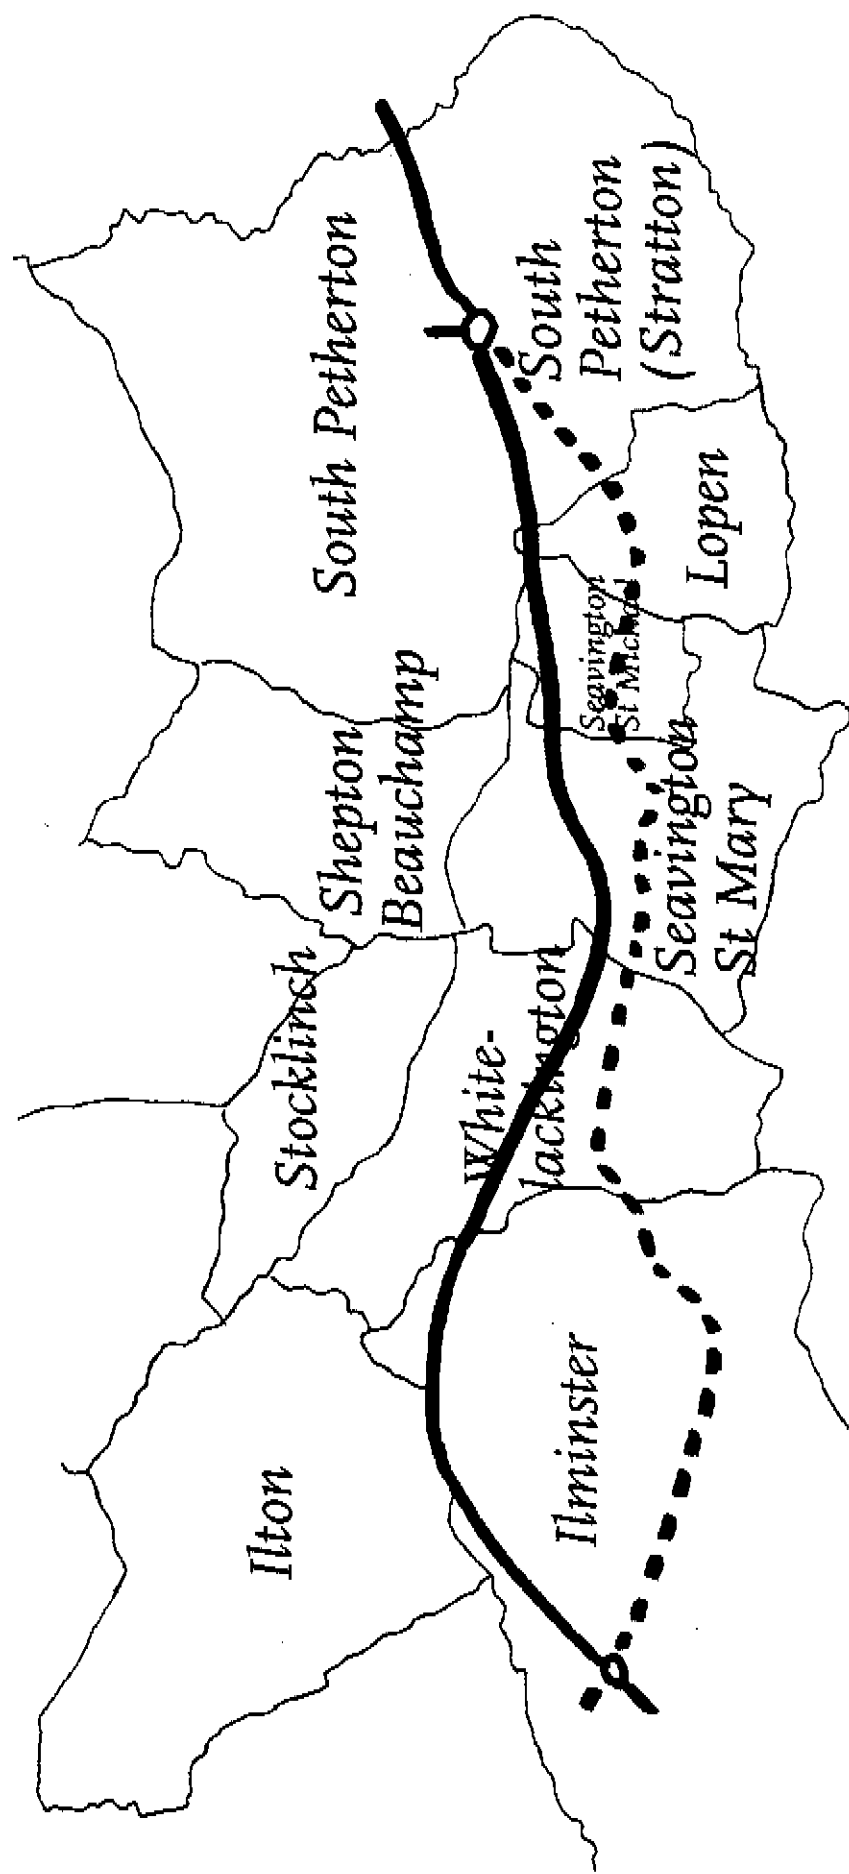 Ilton
Stocklinch
Shepton
Beauchamp
South Petherton
White-
lackington
Ilminster
Seavington
St Michael
Seavington
St Mary
Lopen
South
Petherton
(Stratton)